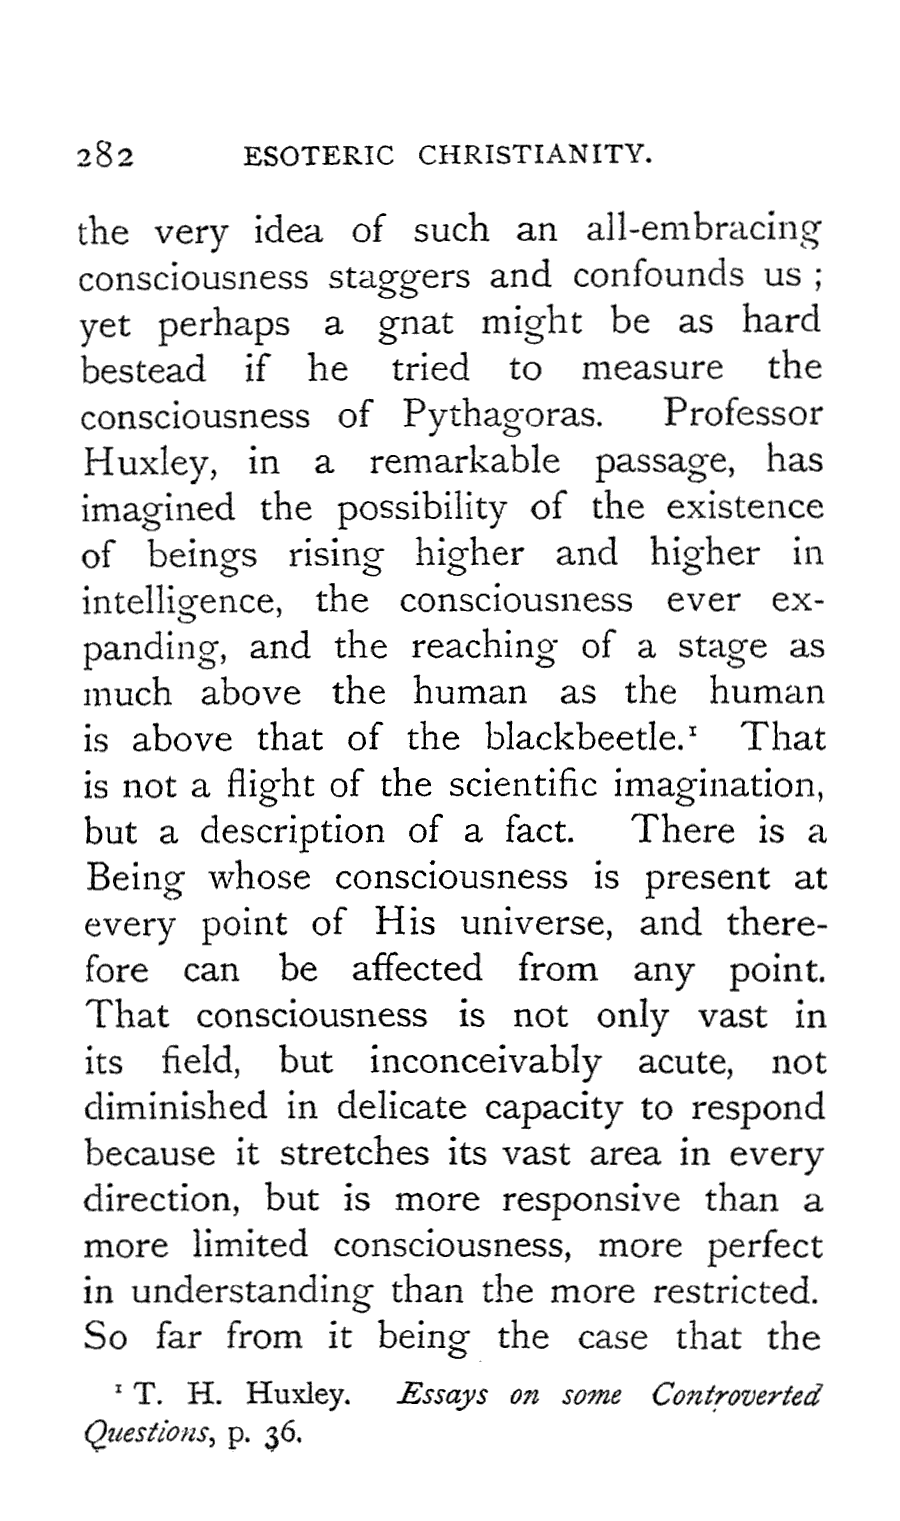 282 ESOTERIC CHRISTIANITY.
the very idea of such an all-embracing
consciousness staggers and confounds us ;
yet perhaps a gnat might be as hard
bestead if he tried to measure the
consciousness of Pythagoras. Professor
Huxley, in a remarkable passage, has
imagined the possibility of the existence
of beings rising higher and higher in
intelligence, the consciousness ever ex-
panding, and the reaching of a stage as
much above the human as the human
is above that of the blackbeetle.¹ That
is not a flight of the scientific imagination,
but a description of a fact. There is a
Being whose consciousness is present at
every point of His universe, and there-
fore can be affected from any point.
That consciousness is not only vast in
its field, but inconceivably acute, not
diminished in delicate capacity to respond
because it stretches its vast area in every
direction, but is more responsive than a
more limited consciousness, more perfect
in understanding than the more restricted.
So far from it being the case that the
¹ T. H. Huxley. Essays on some Controverted
Questions, p. 36.